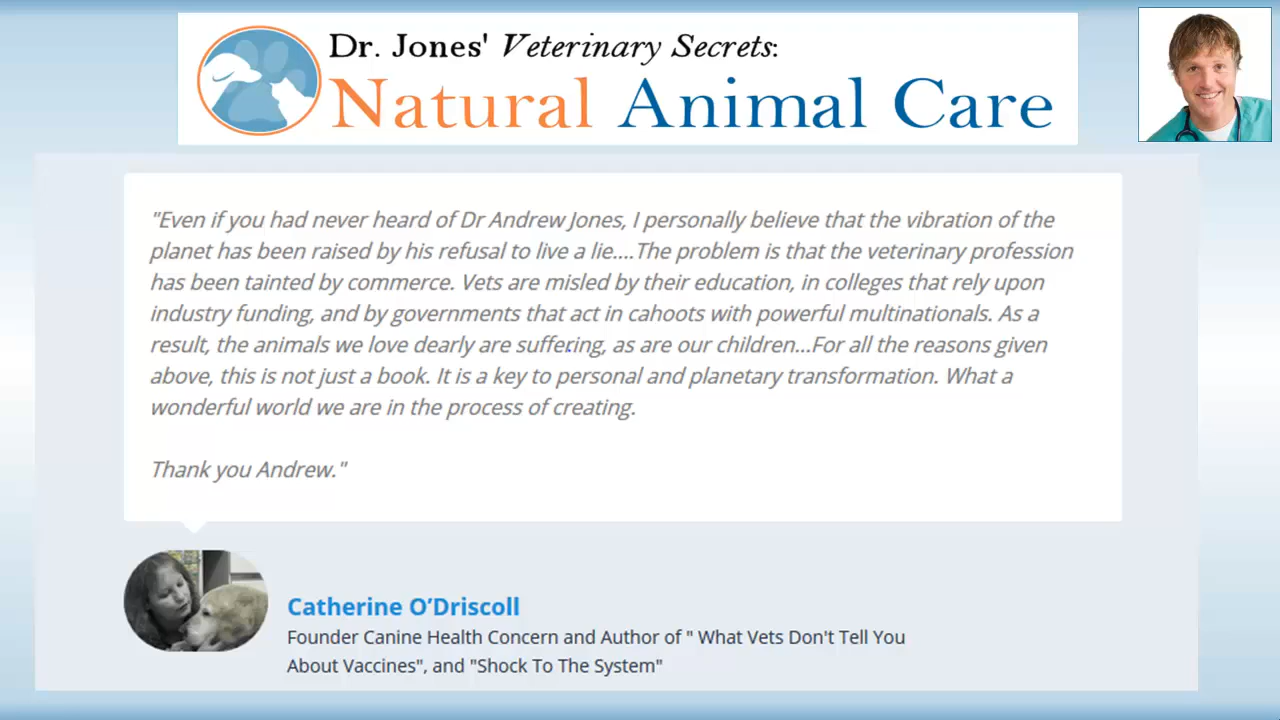 Dr. Jones' Veterinary Secrets:
Natural Animal Care
"Even if you had never heard of Dr Andrew Jones, I personally believe that the vibration of the
planet has been raised by his refusal to live a lie....The problem is that the veterinary profession
has been tainted by commerce. Vets are misled by their education, in colleges that rely upon
industry funding, and by governments that act in cahoots with powerful multinationals. As a
result, the animals we love dearly are suffering, as are our children...For all the reasons given
above, this is not just a book. It is a key to personal and planetary transformation. What a
wonderful world we are in the process of creating.
Thank you Andrew."
Catherine O’Driscoll
Founder Canine Health Concern and Author of " What Vets Don't Tell You
About Vaccines", and "Shock To The System"